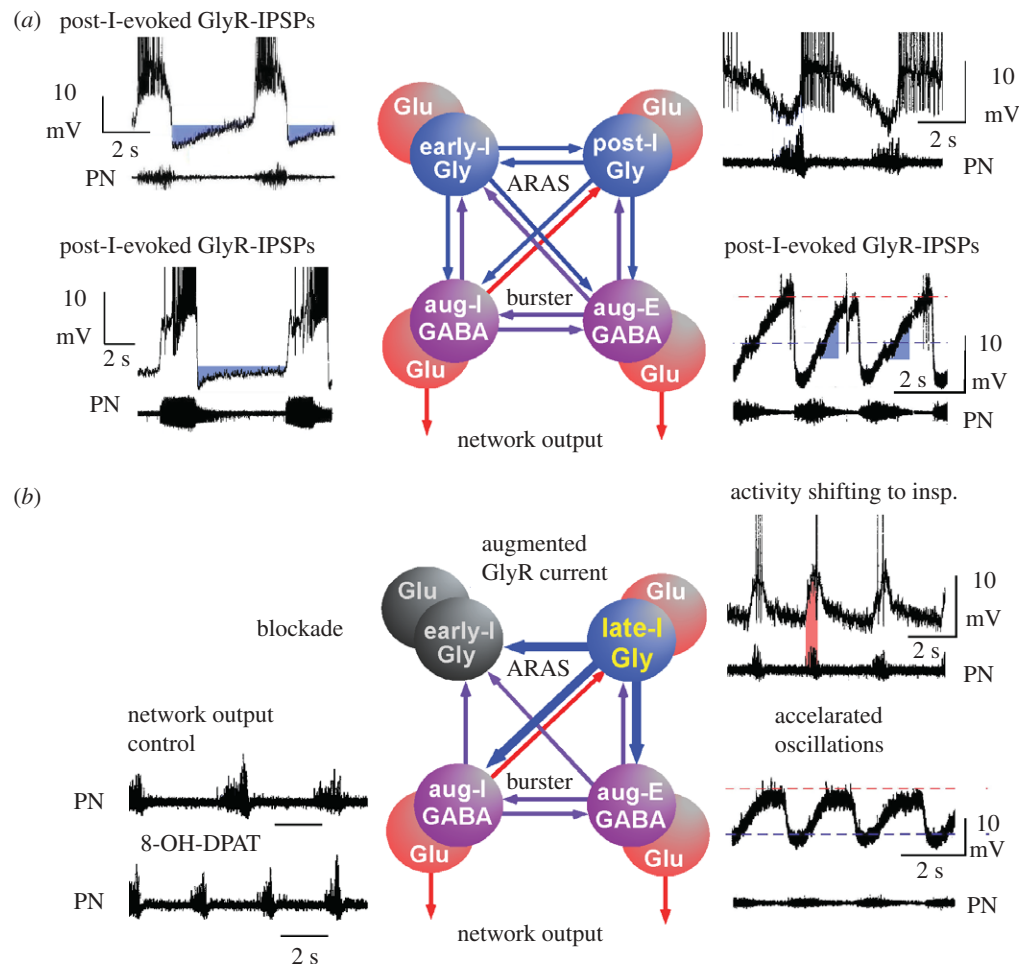 (a)
post-I-evoked GlyR-IPSPs
10
mV
2 s
PN
post-I-evoked GlyR-IPSPs
10
mV
2 s
PN
Glu
early-I
Gly
Glu
post-I
Gly
ARAS
aug-I
GABA
burster
aug-E
GABA
Glu
Glu
network output
10
mV
2 s
PN
post-I-evoked GlyR-IPSPs
10
mV
2 s
PN
(b)
blockade
network output
control
PN
8-OH-DPAT
PN
2 s
augmented
GlyR current
Glu
early-I
Gly
Glu
late-I
Gly
ARAS
aug-I
GABA
burster
aug-E
GABA
Glu
Glu
network output
activity shifting to insp.
10
mV
2 s
PN
accelarated
oscillations
10
mV
2 s
PN